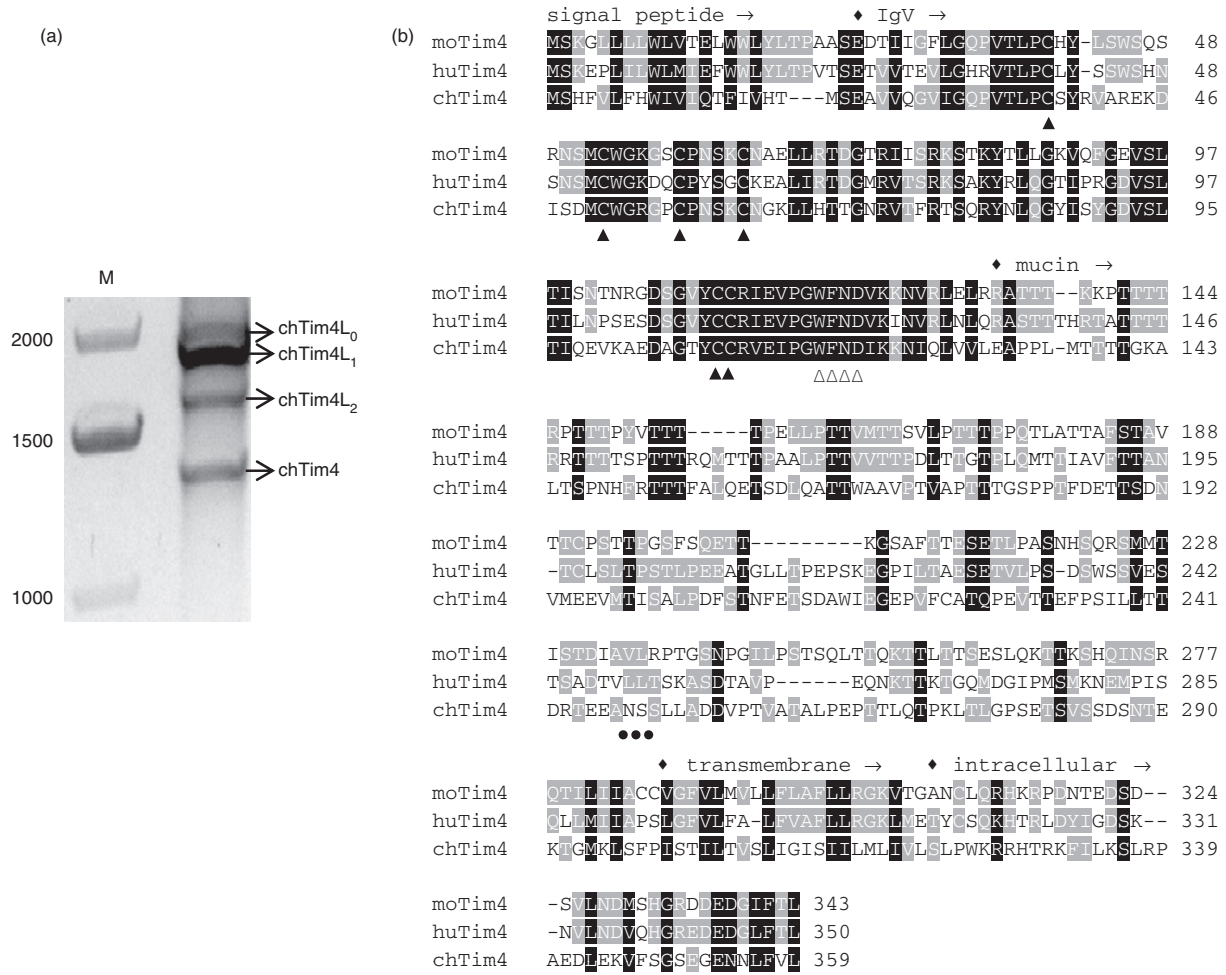 (a)
M
2000
1500
1000
chTim4L0
chTim4L1
chTim4L2
chTim4
(b)
signal peptide → ♦ IgV →
moTim4 MSKGLLLLWLVTELWWLYLTPAASEDTIIGFLGQPVTLPCHY-LSWSQS 48
huTim4 MSKEPLILWLMIEFWWLYLTPVTSETVVTEVLGHRVTLPCLY-SSWSHN 48
chTim4 MSHFVLFHWIVIQTFIVHT---MSEAVVQGVIGQPVTLPCSYRVAREKD 46
▲
moTim4 RNSMCWGKGSCPNSKCNAELLRTDGTRIISRKSTKYTLLGKVQFGEVSL 97
huTim4 SNSMCWGKDQCPYSGCKEALIRTDGMRVTSRKSAKYRLQGTIPRGDVSL 97
chTim4 ISDMCWGRGPCPNSKCNGKLLHTTGNRVTFRTSQRYNLQGYISYGDVSL 95
▲ ▲ ▲
♦ mucin →
moTim4 TISNTNRGDSGVYCCRIEVPGWFNDVKKNVRLELRRATTT--KKPTTTT 144
huTim4 TILNPSESDSGVYCCRIEVPGWFNDVKINVRLNLQRASTTTHRTATTTT 146
chTim4 TIQEVKAEDAGTYCCRVEIPGWFNDIKKNIQLVVLEAPPL-MTTTTGKA 143
▲▲ △△△△
moTim4 RPTTTPYVTTT-----TPELLPTTVMTTSVLPTTTPPQTLATTAFSTAV 188
huTim4 RRTTTTSPTTTRQMTTTPAALPTTVVTTPDLTTGTPLQMTTIAVFTTAN 195
chTim4 LTSPNHFRTTTFALQETSDLQATTWAAVPTVAPTTTGSPPTFDETTSDN 192
moTim4 TTCPSTTPGSFSQETT---------KGSAFTTESETLPASNHSQRSMMT 228
huTim4 -TCLSLTPSTLPEEATGLLTPEPSKEGPILTAESETVLPS-DSWSSVES 242
chTim4 VMEEVMTISALPDFSTNFETSDAWIEGEPVFCATQPEVTTEFPSILLTT 241
moTim4 ISTDIAVLRPTGSNPGILPSTSQLTTQKTTLTTSESLQKTTKSHQINSR 277
huTim4 TSADTVLLTSKASDTAVP------EQNKTTKTGQMDGIPMSMKNEMPIS 285
chTim4 DRTEEANSSLLADDVPTVATALPEPTTLQTPKLTLGPSETSVSSDSNTE 290
●●●
♦ transmembrane → ♦ intracellular →
moTim4 QTILIIACCVGFVLMVLLFLAFLLRGKVTGANCLQRHKRPDNTEDSD-- 324
huTim4 QLLMIIAPSLGFVLFA-LFVAFLLRGKLMETYCSQKHTRLDYIGDSK-- 331
chTim4 KTGMKLSFPISTILTVSLIGISIILMLIVLSLPWKRRHTRKFILKSLRP 339
moTim4 -SVLNDMSHGRDDEDGIFTL 343
huTim4 -NVLNDVQHGREDEDGLFTL 350
chTim4 AEDLEKVFSGSEGENNLFVL 359